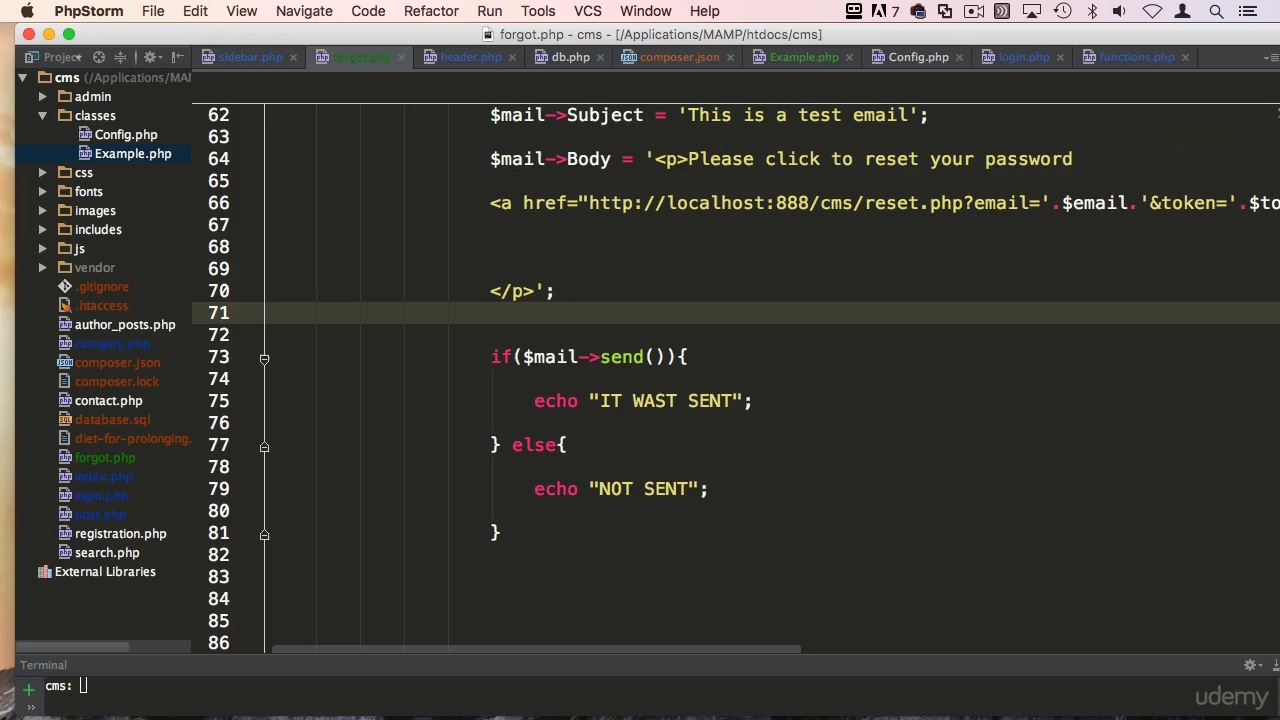 PhpStorm File Edit View Navigate Code Refactor Run Tools VCS Window Help 7
forgot.php - cms - [/Applications/MAMP/htdocs/cms]
Project sidebar.php forgot.php header.php db.php composer.json Example.php Config.php login.php functions.php
cms (/Applications/MAM
admin
classes
Config.php
Example.php
css
fonts
images
includes
js
vendor
.gitignore
.htaccess
author_posts.php
category.php
composer.json
composer.lock
contact.php
database.sql
diet-for-prolonging.
forgot.php
index.php
login.php
post.php
registration.php
search.php
External Libraries
62 $mail->Subject = 'This is a test email';
63
64 $mail->Body = '<p>Please click to reset your password
65
66 <a href="http://localhost:888/cms/reset.php?email='.$email.'&token='.$to
67
68
69
70 </p>';
71
72
73 if($mail->send()){
74
75 echo "IT WAST SENT";
76
77 } else{
78
79 echo "NOT SENT";
80
81 }
82
83
84
85
86
Terminal
cms:
udemy